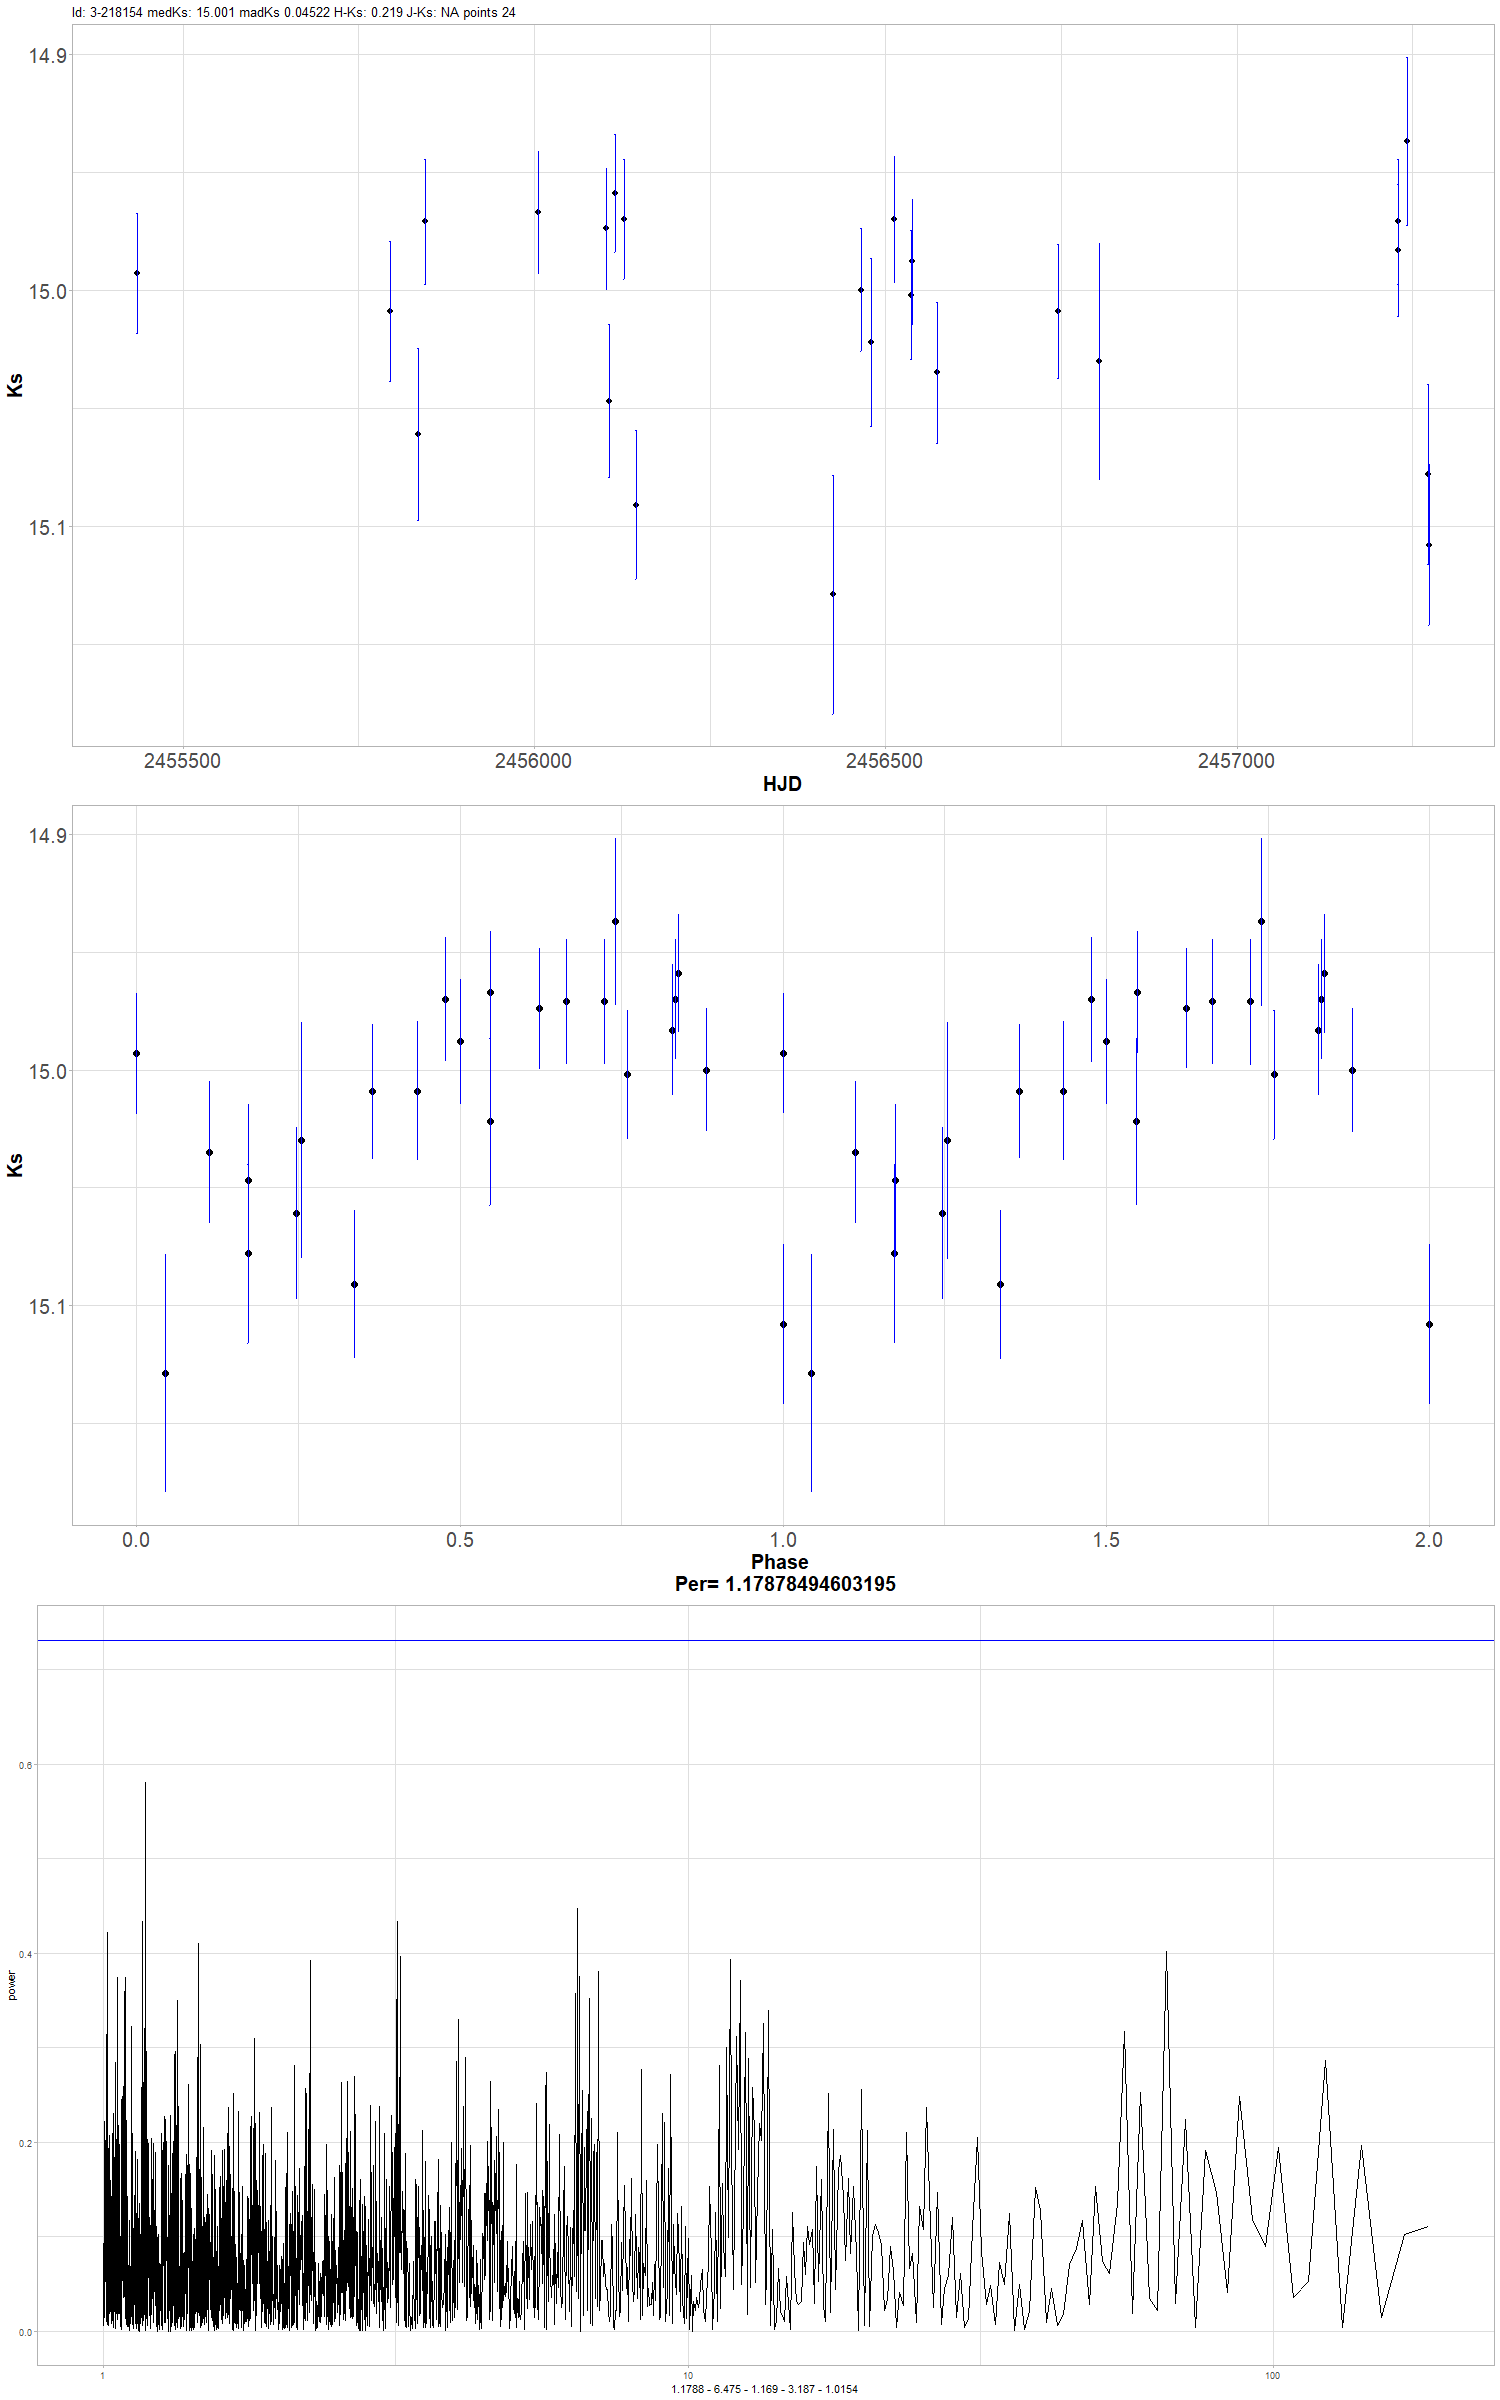 Id: 3-218154 medKs: 15.001 madKs 0.04522 H-Ks: 0.219 J-Ks: NA points 24
14.9
15.0
15.1
Ks
2455500 2456000 2456500 2457000
HJD
14.9
15.0
15.1
Ks
0.0 0.5 1.0 1.5 2.0
Phase
Per= 1.17878494603195
0.6
0.4
0.2
0.0
power
1 10 100
1.1788 - 6.475 - 1.169 - 3.187 - 1.0154